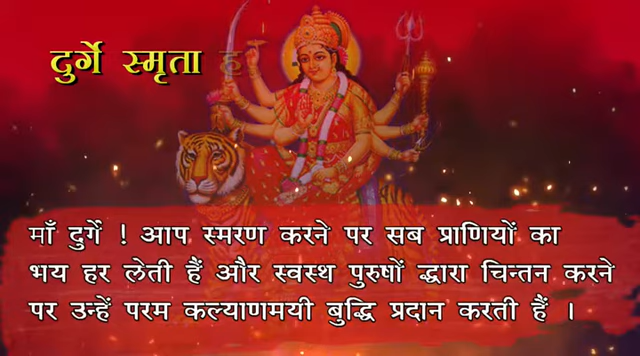 दुर्गे स्मृता
माँ दुर्गे ! आप स्मरण करने पर सब प्राणियों का
भय हर लेती हैं और स्वस्थ पुरुषों द्वारा चिन्तन करने
पर उन्हें परम कल्याणमयी बुद्धि प्रदान करती हैं ।